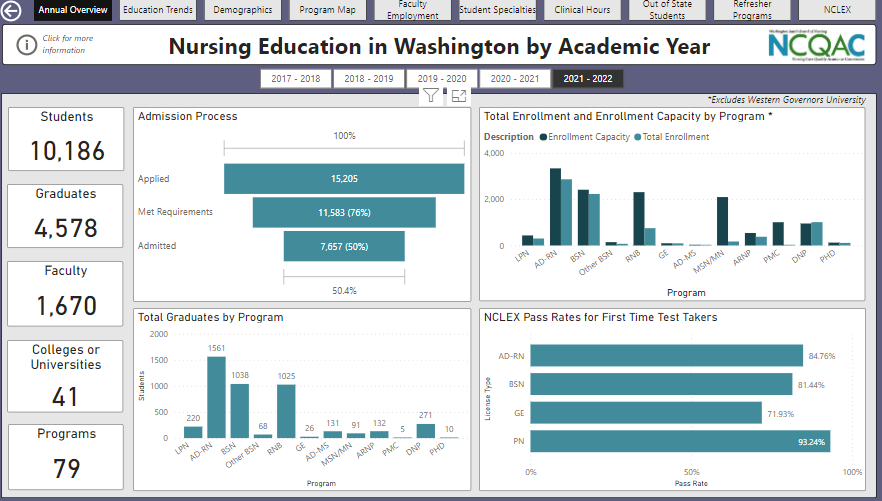 Annual Overview
Education Trends
Demographics
Program Map
Faculty
Employment
Student Specialties
Clinical Hours
Out of State
Students
Refresher
Programs
NCLEX
Click for more
information
Nursing Education in Washington by Academic Year
NCQAC
2017 - 2018
2018 - 2019
2019 - 2020
2020 - 2021
2021 - 2022
*Excludes Western Governors University
Students
10,186
Graduates
4,578
Faculty
1,670
Colleges or
Universities
41
Programs
79
Admission Process
100%
Applied
15,205
Met Requirements
11,583 (76%)
Admitted
7,657 (50%)
50.4%
Total Enrollment and Enrollment Capacity by Program *
Description Enrollment Capacity Total Enrollment
4,000
2,000
0
LPN
AD-RN
BSN
Other BSN
RNB
GE
AD-MS
MSN/MN
ARNP
PMC
DNP
PHD
Program
Total Graduates by Program
Students
2000
1500
1000
500
0
220
1561
1038
68
1025
26
131
91
132
5
271
10
LPN
AD-RN
BSN
Other BSN
RNB
GE
AD-MS
MSN/MN
ARNP
PMC
DNP
PHD
Program
NCLEX Pass Rates for First Time Test Takers
License Type
AD-RN
84.76%
BSN
81.44%
GE
71.93%
PN
93.24%
0%
50%
100%
Pass Rate